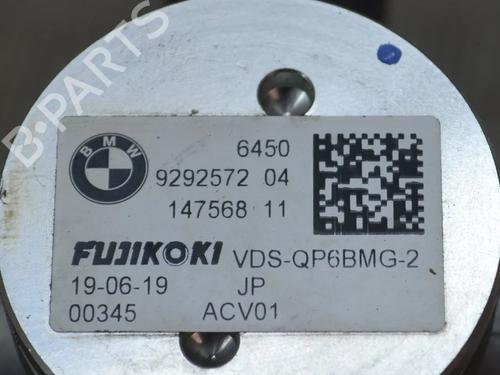 B-PARTS
BMW
6450
9292572 04
147568 11
FUJIKOKI VDS-QP6BMG-2
19-06-19 JP
00345 ACV01